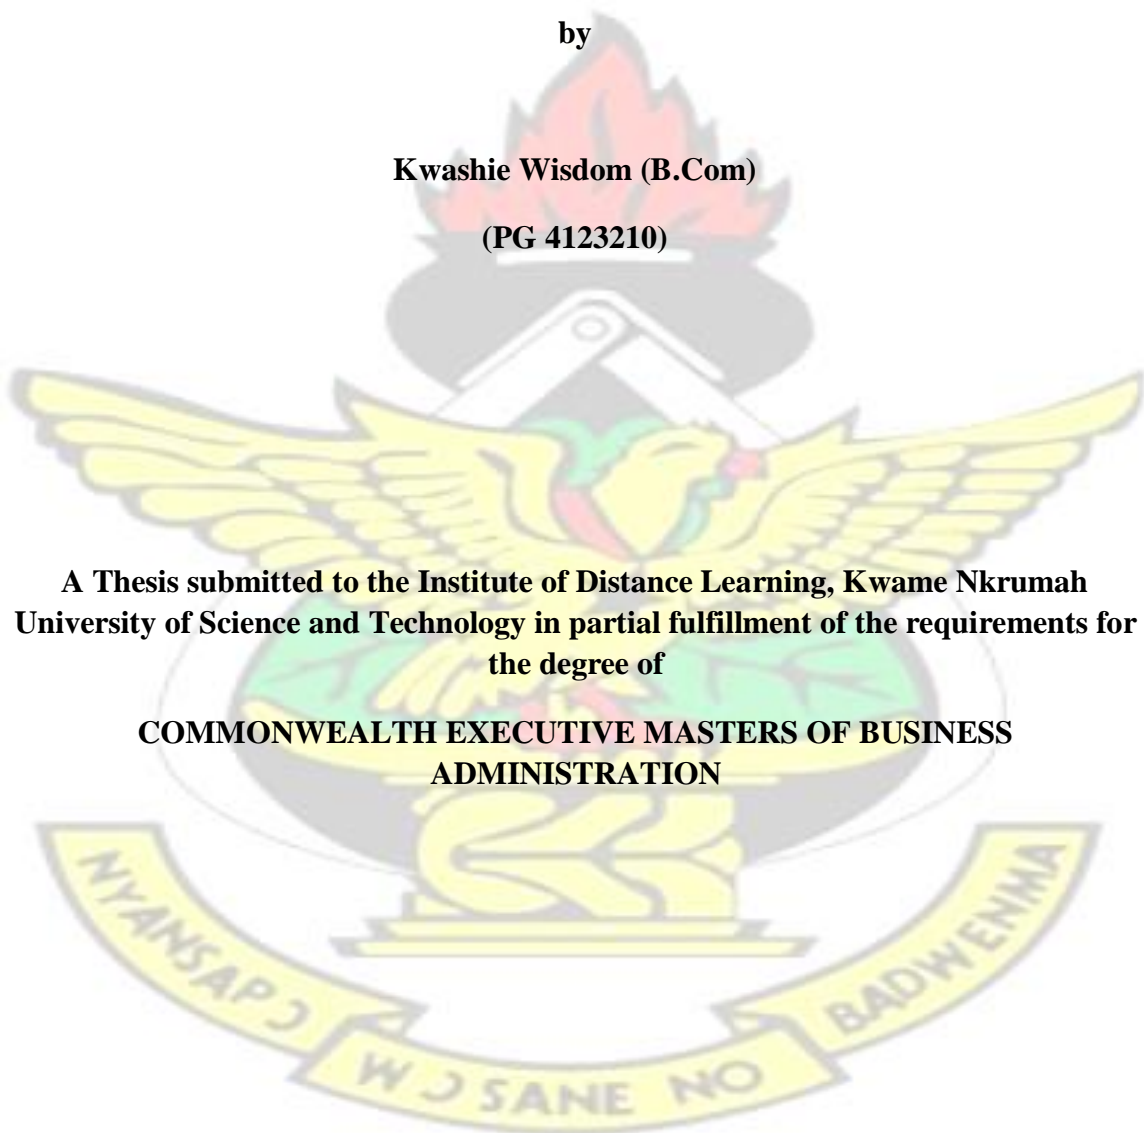 by
Kwashie Wisdom (B.Com)
(PG 4123210)
A Thesis submitted to the Institute of Distance Learning, Kwame Nkrumah
University of Science and Technology in partial fulfillment of the requirements for
the degree of
COMMONWEALTH EXECUTIVE MASTERS OF BUSINESS
ADMINISTRATION
NYANSAPƆ
WƆSANE NO
BADWENMA